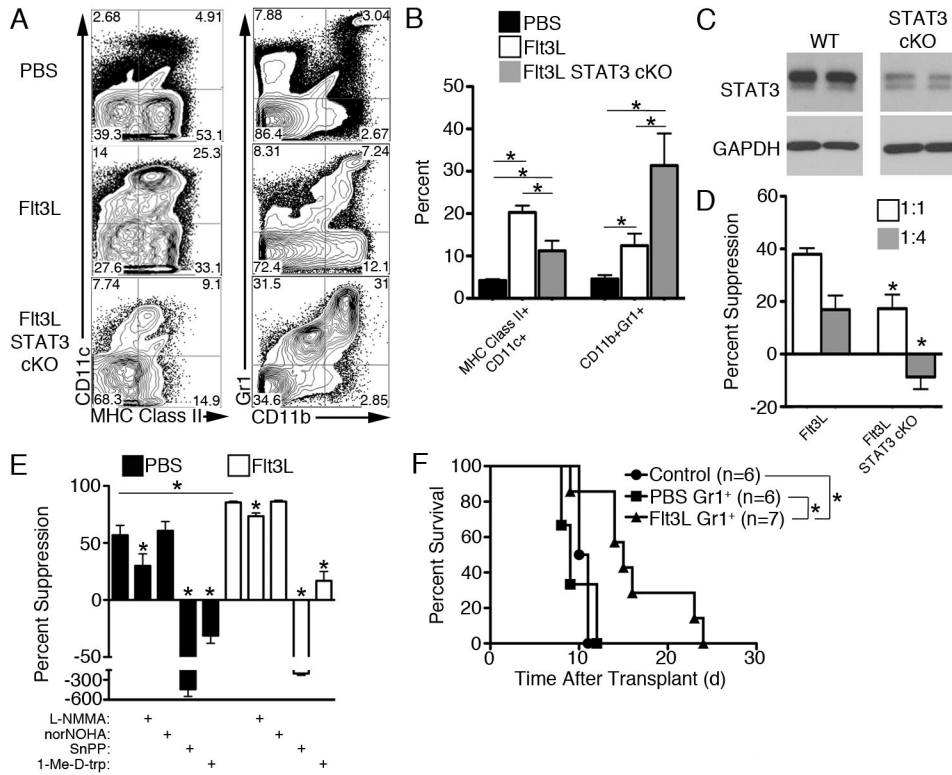 A
PBS
2.68 4.91
39.3 53.1
7.88 3.04
86.4 2.67
Flt3L
14 25.3
27.6 33.1
8.31 7.24
72.4 12.1
Flt3L
STAT3
cKO
7.74 9.1
68.3 14.9
31.5 31
34.6 2.85
CD11c
MHC Class II
Gr1
CD11b
B
PBS
Flt3L
Flt3L STAT3 cKO
Percent
50
40
30
20
10
0
* * * * * *
MHC Class II+
CD11c+
CD11b+Gr1+
C
WT
STAT3
cKO
STAT3
GAPDH
D
1:1
1:4
Percent Suppression
60
40
20
0
-20
* *
Flt3L
Flt3L
STAT3 cKO
E
PBS
Flt3L
Percent Suppression
100
50
0
-50
-300
-600
* * * * * * *
L-NMMA: + +
norNOHA: + +
SnPP: + +
1-Me-D-trp: + +
F
Control (n=6)
PBS Gr1+ (n=6)
Flt3L Gr1+ (n=7)
* *
Percent Survival
100
80
60
40
20
0
0 10 20 30
Time After Transplant (d)